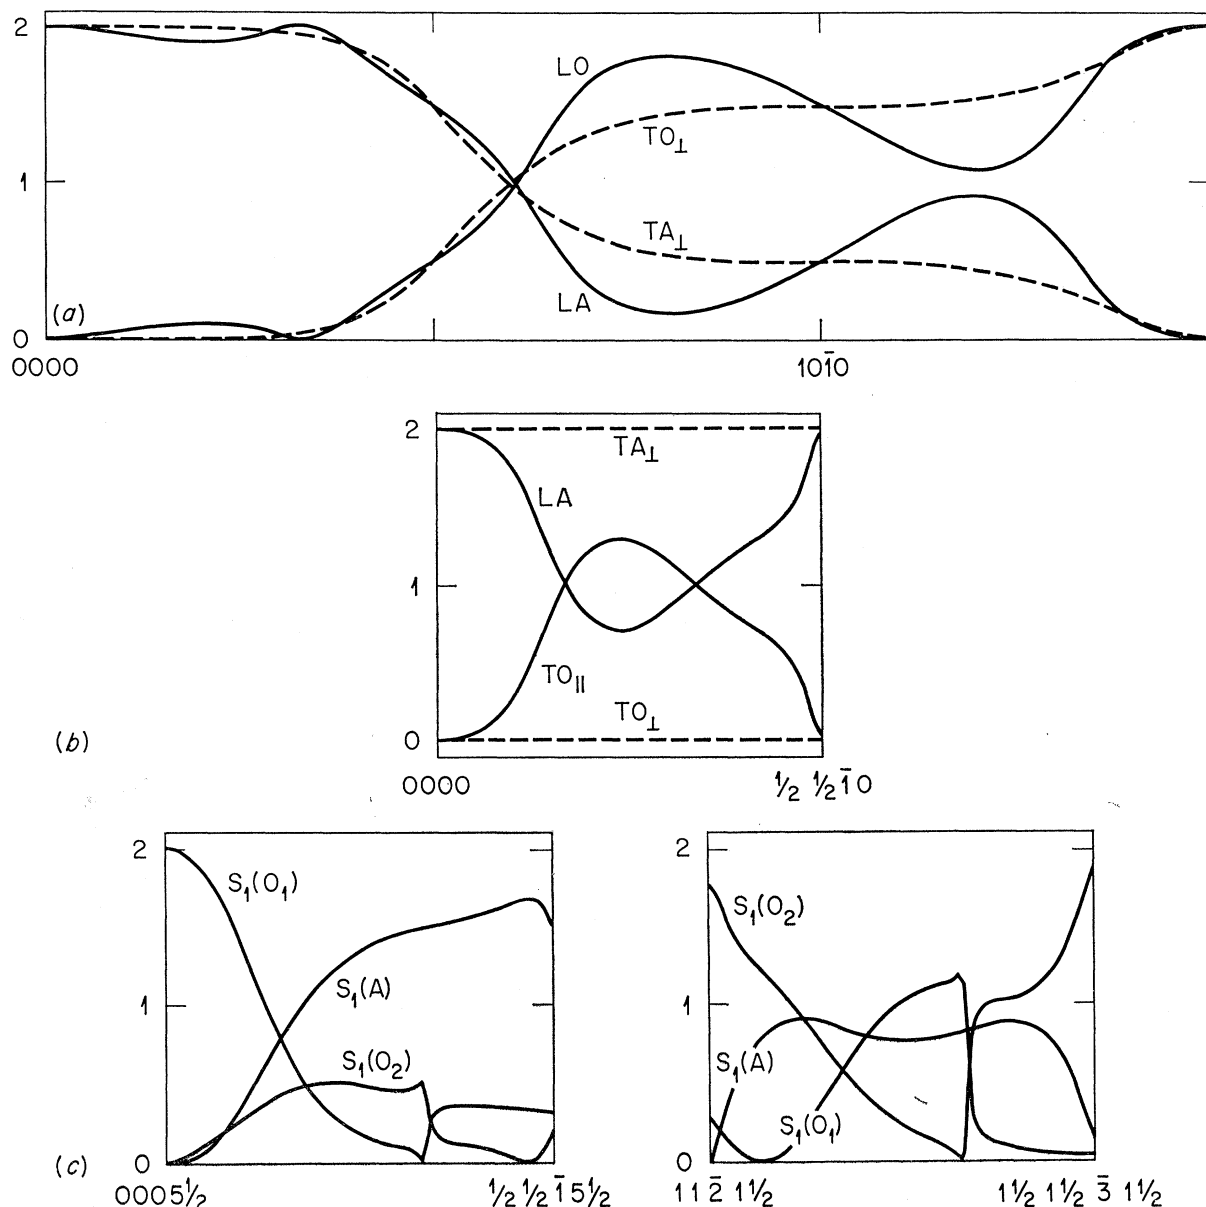 2
LO
TO⊥
1
TA⊥
LA
(a)
0
0000 101̄0
2
TA⊥
LA
1
TO||
TO⊥
0
(b)
0000 ½ ½ 1̄ 0
2 2
S₁(O₁) S₁(O₂)
S₁(A)
1 1
S₁(O₂) S₁(A)
S₁(O₁)
(c) 0 0
0005½ ½ ½ 1̄ 5½ 11 2̄ 1½ 1½ 1½ 3̄ 1½